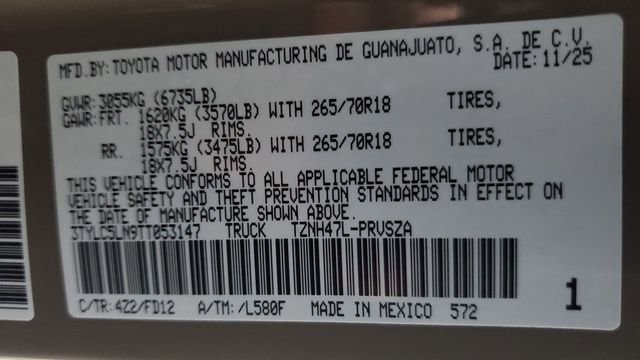 MFD.BY: TOYOTA MOTOR MANUFACTURING DE GUANAJUATO, S.A. DE C.V.
DATE: 11/25
GVWR: 3055KG (6735LB)
GAWR: FRT. 1620KG (3570LB) WITH 265/70R18 TIRES,
18X7.5J RIMS.
RR. 1575KG (3475LB) WITH 265/70R18 TIRES,
18X7.5J RIMS.
THIS VEHICLE CONFORMS TO ALL APPLICABLE FEDERAL MOTOR
VEHICLE SAFETY AND THEFT PREVENTION STANDARDS IN EFFECT ON
THE DATE OF MANUFACTURE SHOWN ABOVE.
3TYLC5LN9TT053147 TRUCK TZNH47L-PRVSZA
C/TR: 4Z2/FD12 A/TM: /L580F MADE IN MEXICO 572 1